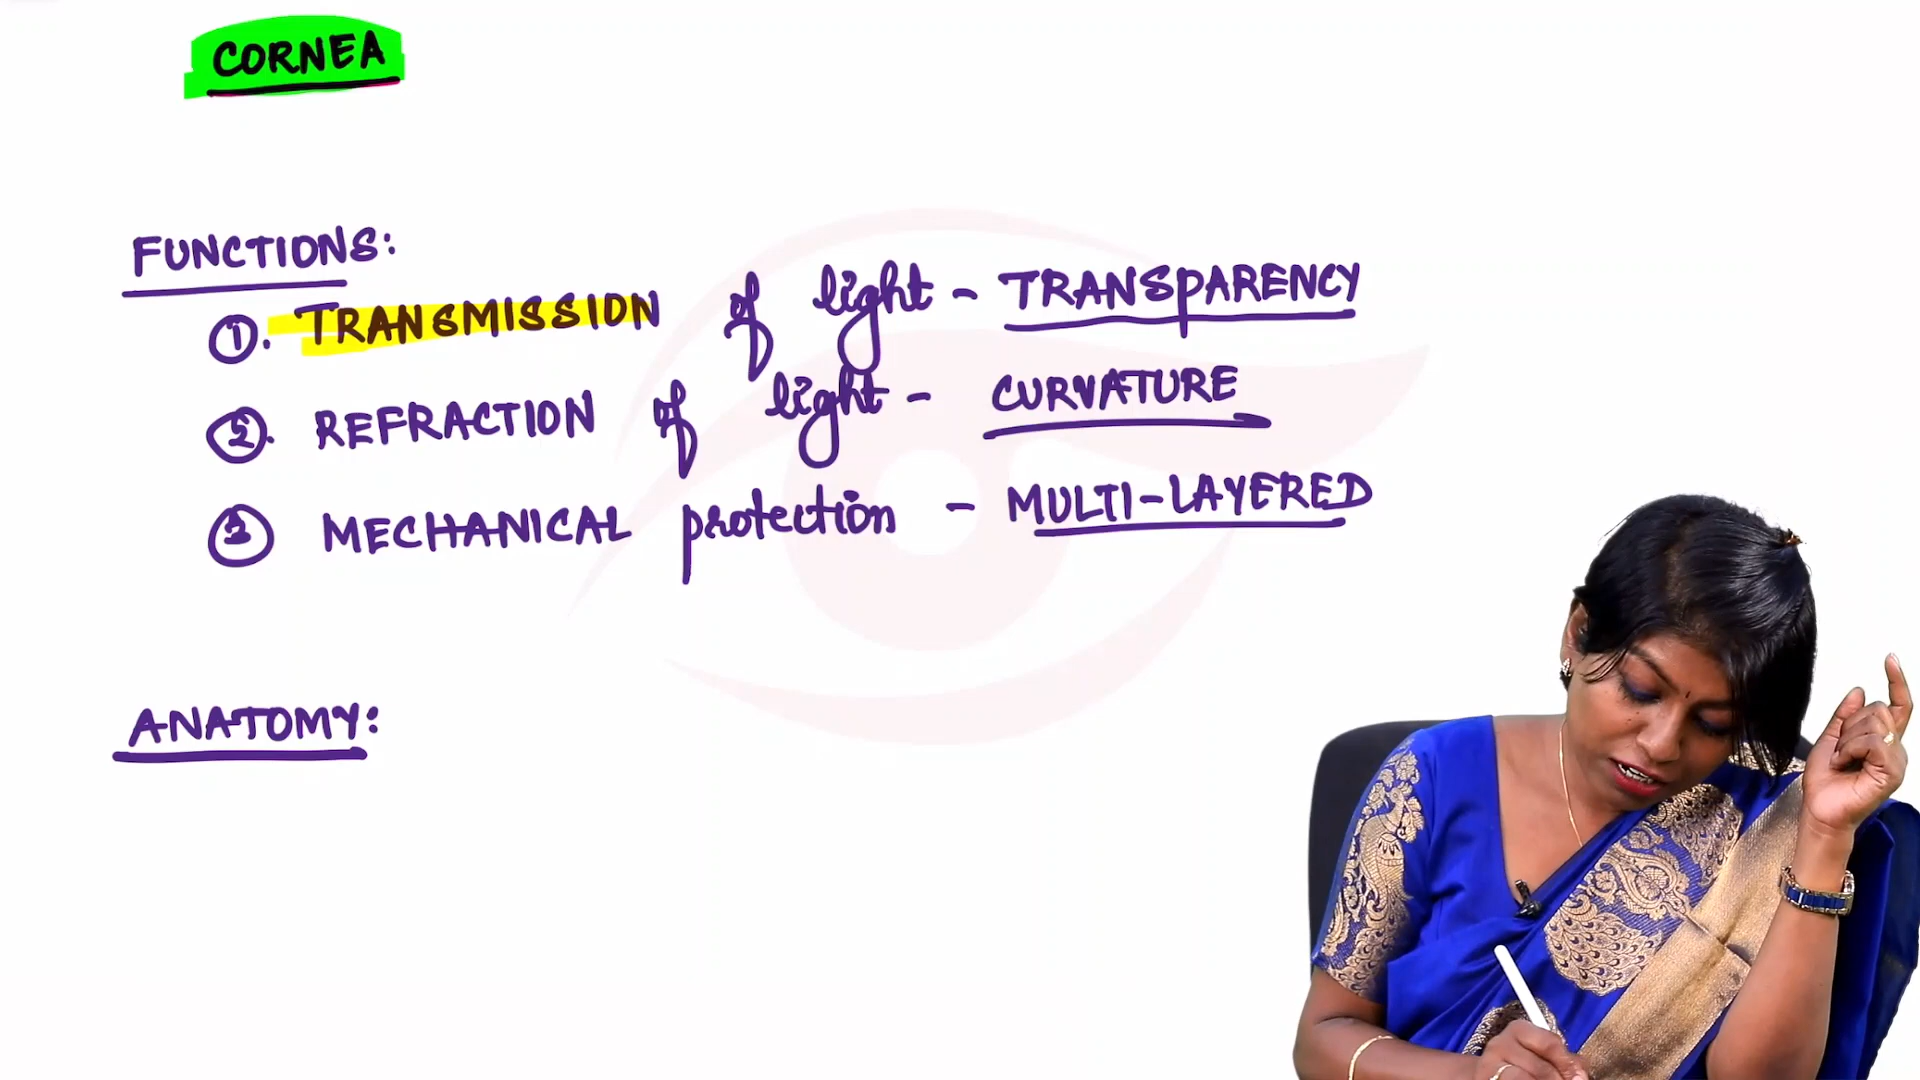 CORNEA
FUNCTIONS:
①. TRANSMISSION of light - TRANSPARENCY
②. REFRACTION of light - CURVATURE
③ MECHANICAL protection - MULTI-LAYERED
ANATOMY: